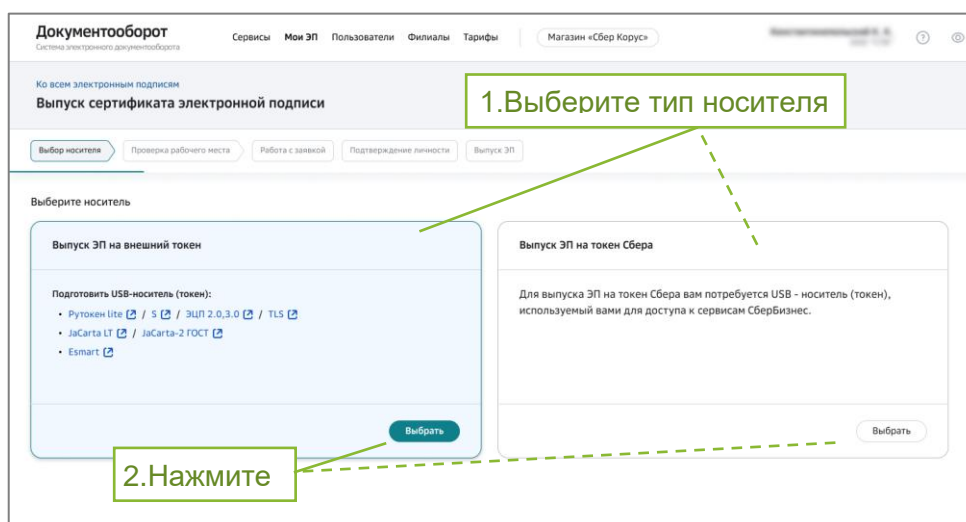 Документооборот
Система электронного документооборота
Сервисы Мои ЭП Пользователи Филиалы Тарифы Магазин «Сбер Корус»
Ко всем электронным подписям
Выпуск сертификата электронной подписи
1.Выберите тип носителя
Выбор носителя Проверка рабочего места Работа с заявкой Подтверждение личности Выпуск ЭП
Выберите носитель
Выпуск ЭП на внешний токен
Подготовить USB-носитель (токен):
• Рутокен lite / S / ЭЦП 2.0,3.0 / TLS
• JaCarta LT / JaCarta-2 ГОСТ
• Esmart
Выбрать
Выпуск ЭП на токен Сбера
Для выпуска ЭП на токен Сбера вам потребуется USB - носитель (токен),
используемый вами для доступа к сервисам СберБизнес.
Выбрать
2.Нажмите